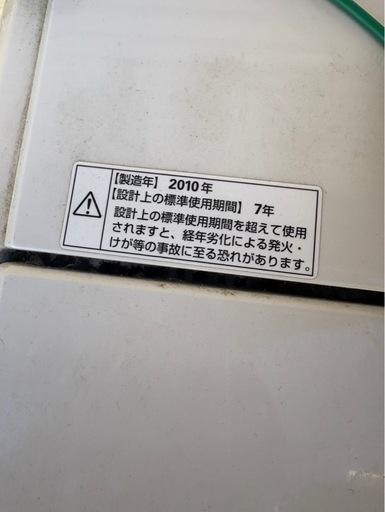 【製造年】 2010年
【設計上の標準使用期間】 7年
設計上の標準使用期間を超えて使用
されますと、経年劣化による発火・
けが等の事故に至る恐れがあります。